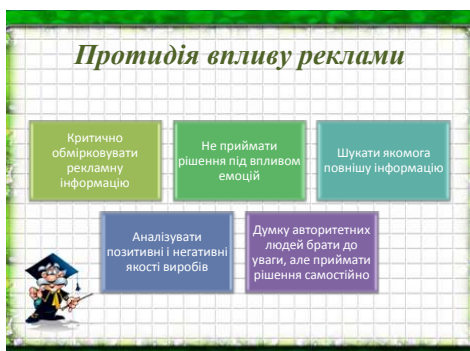 Протидія впливу реклами
Критично
обмірковувати
рекламну
інформацію
Не приймати
рішення під впливом
емоцій
Шукати якомога
повнішу інформацію
Аналізувати
позитивні і негативні
якості виробів
Думку авторитетних
людей брати до
уваги, але приймати
рішення самостійно